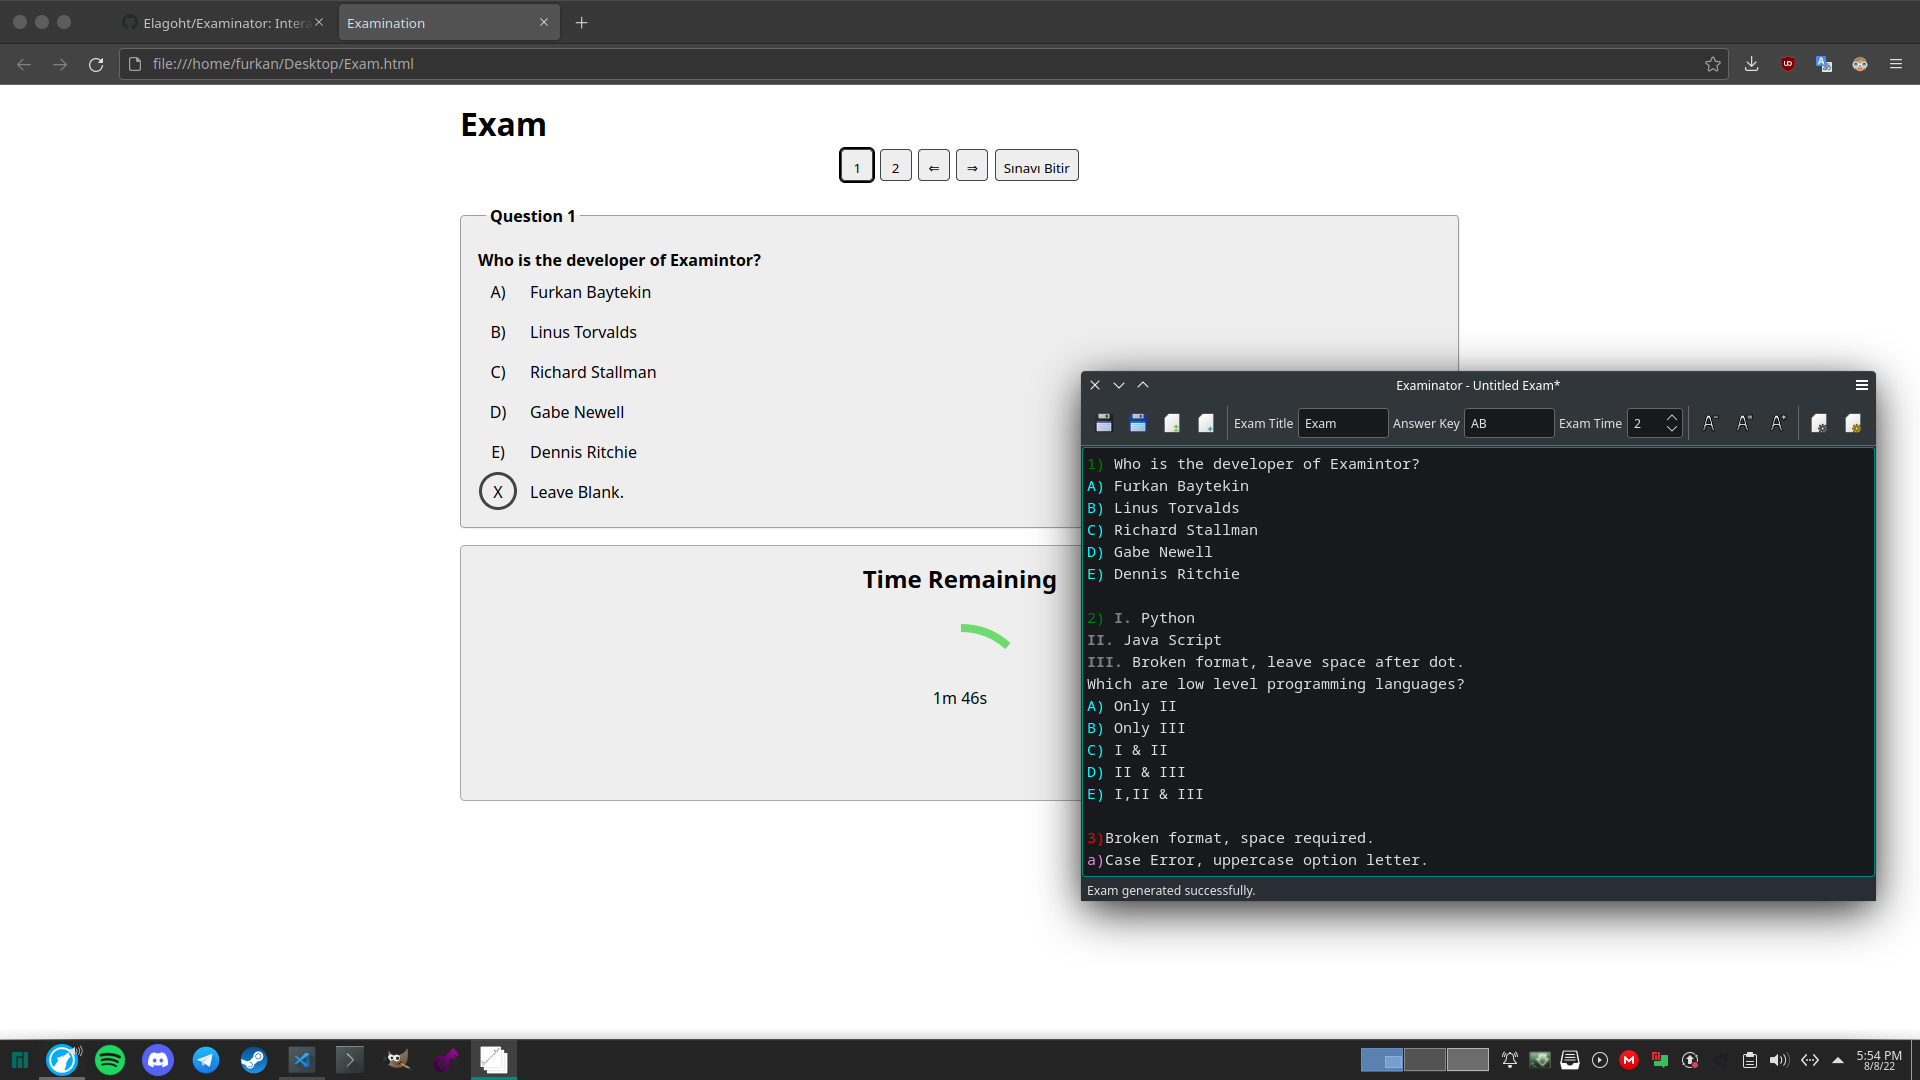 Elagoht/Examinator: Intera
Examination
file:///home/furkan/Desktop/Exam.html
Exam
1 2 ⇐ ⇒ Sınavı Bitir
Question 1
Who is the developer of Examintor?
A) Furkan Baytekin
B) Linus Torvalds
C) Richard Stallman
D) Gabe Newell
E) Dennis Ritchie
X Leave Blank.
Time Remaining
1m 46s
Examinator - Untitled Exam*
Exam Title Exam Answer Key AB Exam Time 2
1) Who is the developer of Examintor?
A) Furkan Baytekin
B) Linus Torvalds
C) Richard Stallman
D) Gabe Newell
E) Dennis Ritchie
2) I. Python
II. Java Script
III. Broken format, leave space after dot.
Which are low level programming languages?
A) Only II
B) Only III
C) I & II
D) II & III
E) I,II & III
3)Broken format, space required.
a)Case Error, uppercase option letter.
Exam generated successfully.
5:54 PM
8/8/22